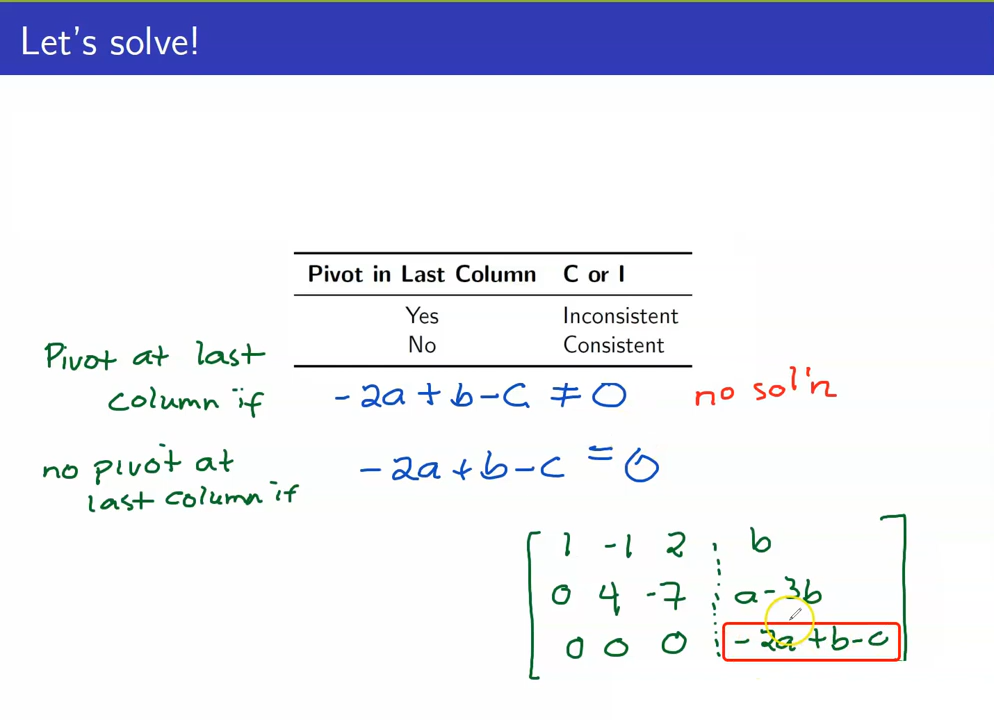 Let's solve!
Pivot in Last Column C or I
Yes Inconsistent
No Consistent
Pivot at last
column if -2a + b - c ≠ 0 no sol'n
no pivot at
last column if -2a + b - c = 0
1 -1 2 b
0 4 -7 a - 3b
0 0 0 -2a + b - c